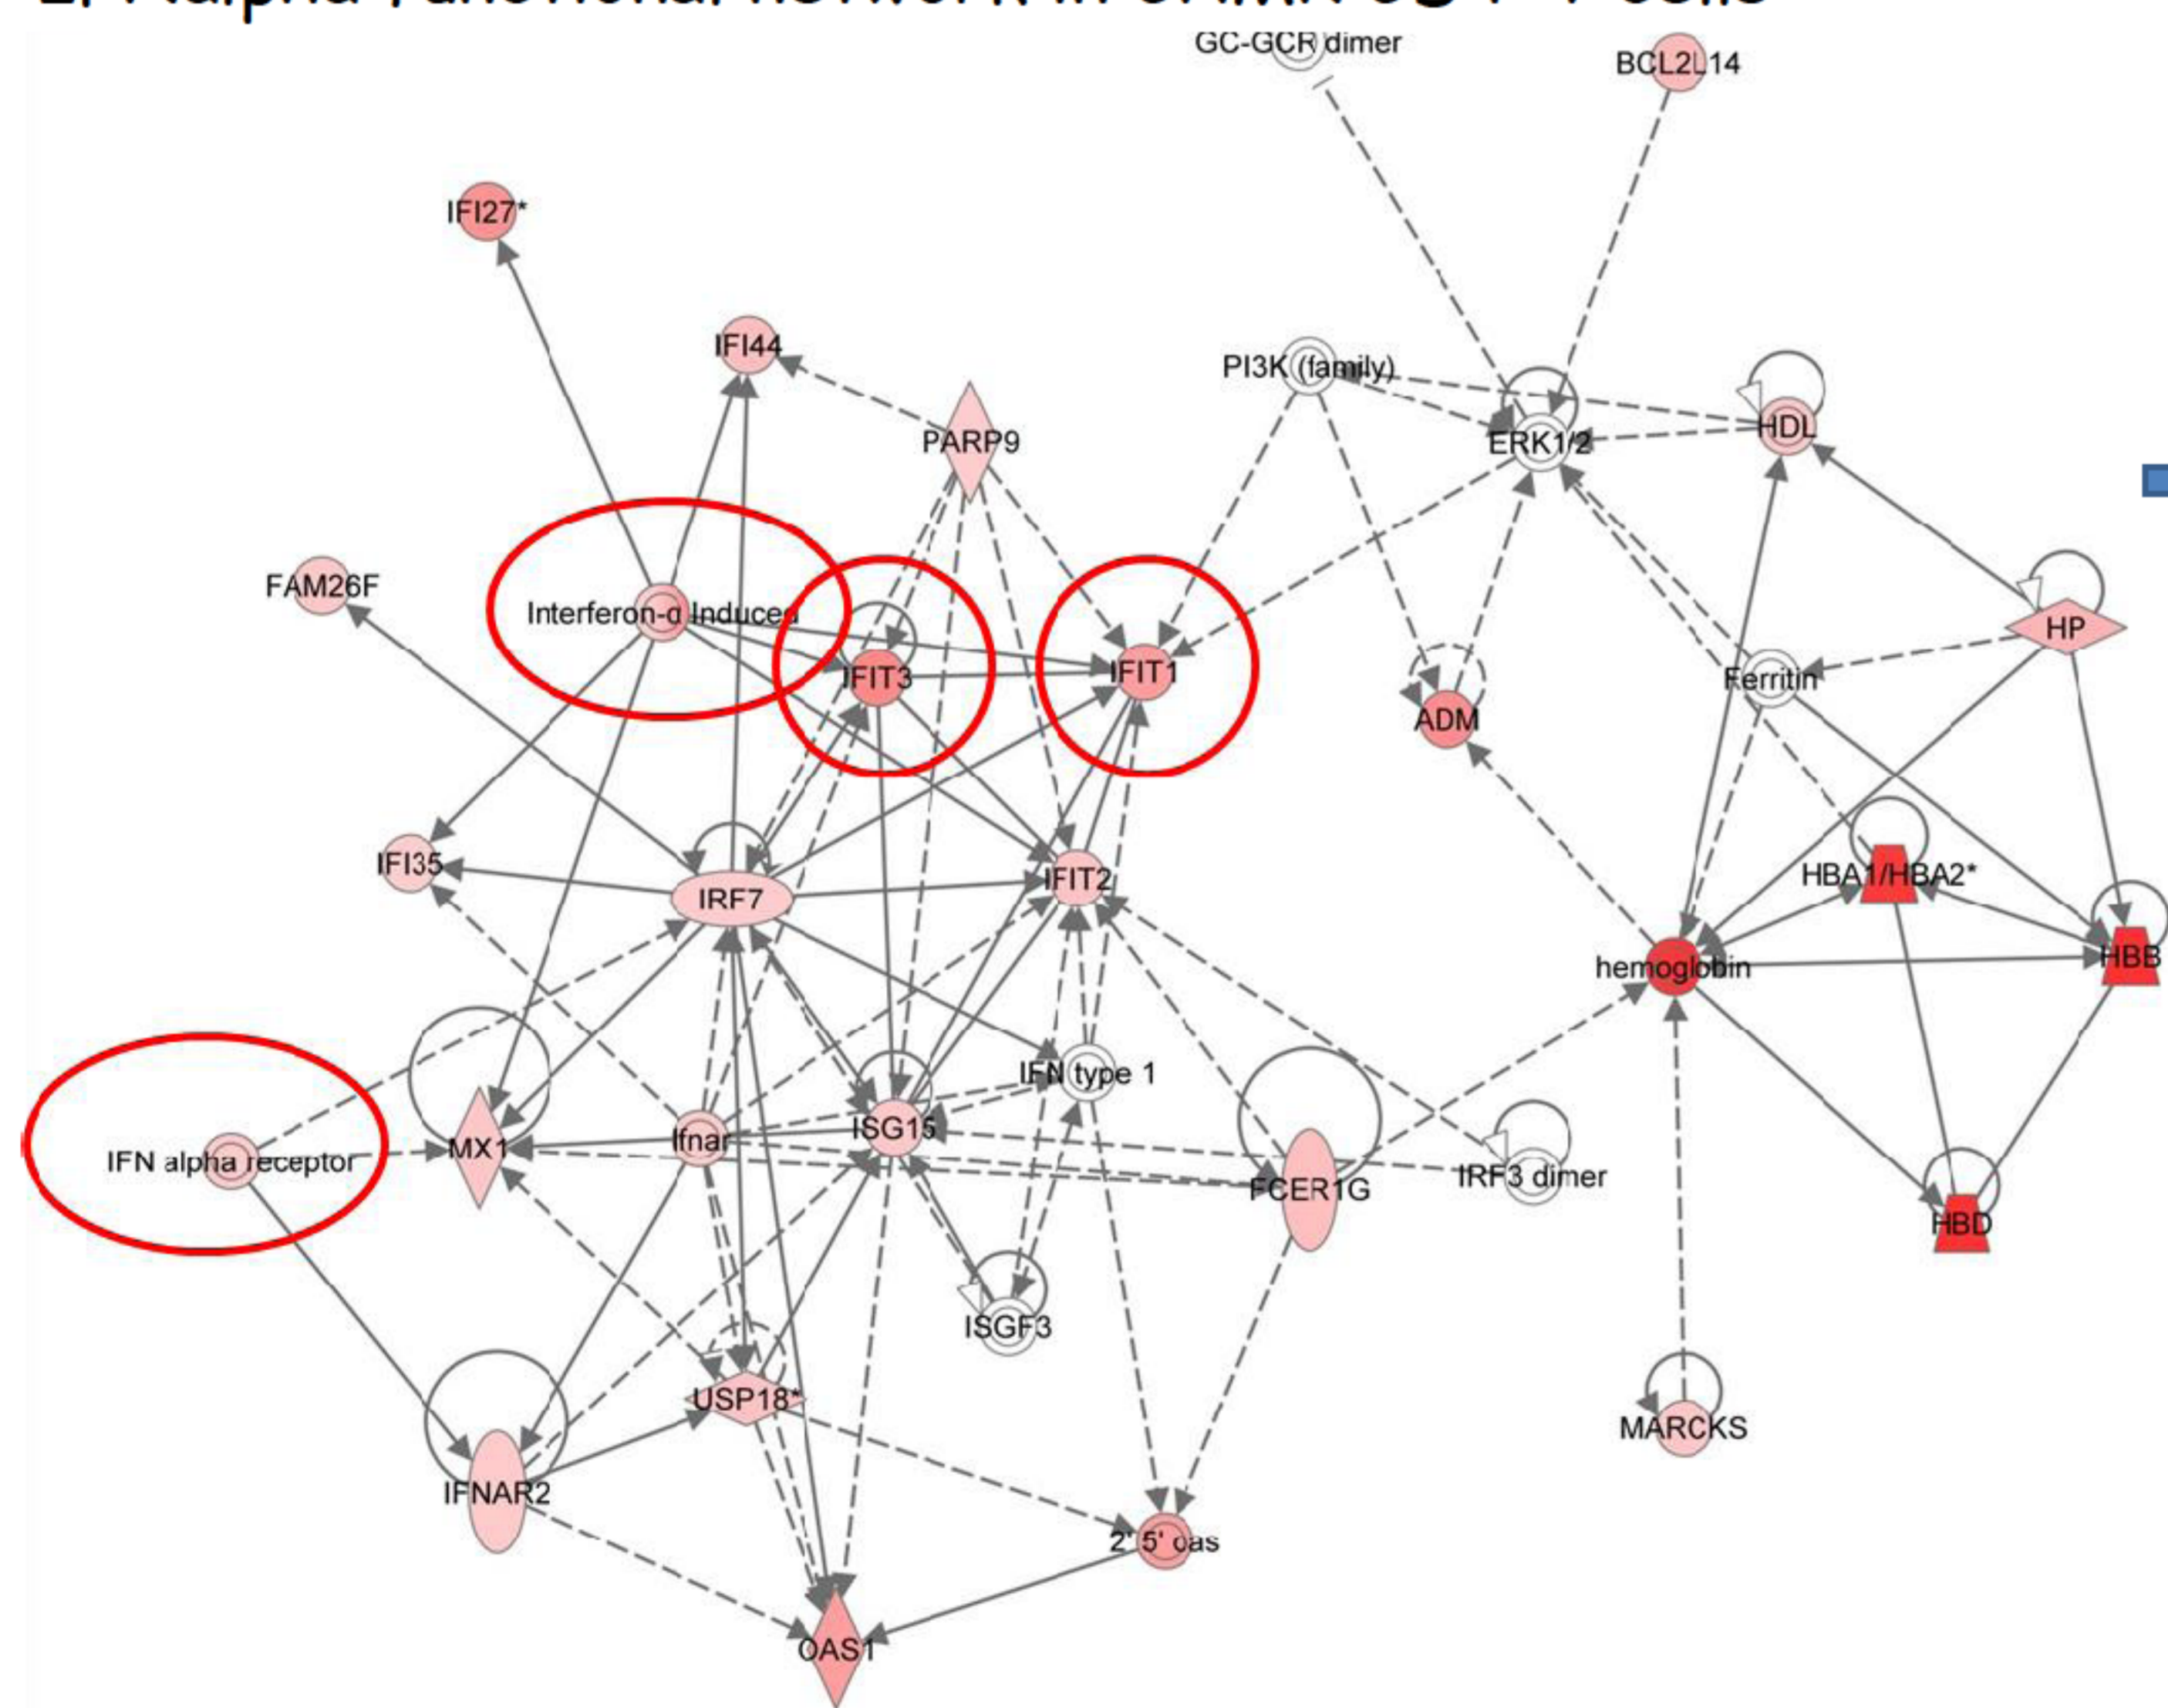 GC-GCR dimer
BCL2L14
IFI27*
IFI44
PI3K (family)
PARP9
ERK1/2
HDL
FAM26F
Interferon-α Induced
HP
IFIT3
IFIT1
Ferritin
ADM
IFI35
IFIT2
HBA1/HBA2*
IRF7
HBB
hemoglobin
IFN type 1
ISG15
Ifnar
MX1
IFN alpha receptor
IRF3 dimer
FCER1G
HBD
ISGF3
USP18*
MARCKS
IFNAR2
2' 5' oas
OAS1